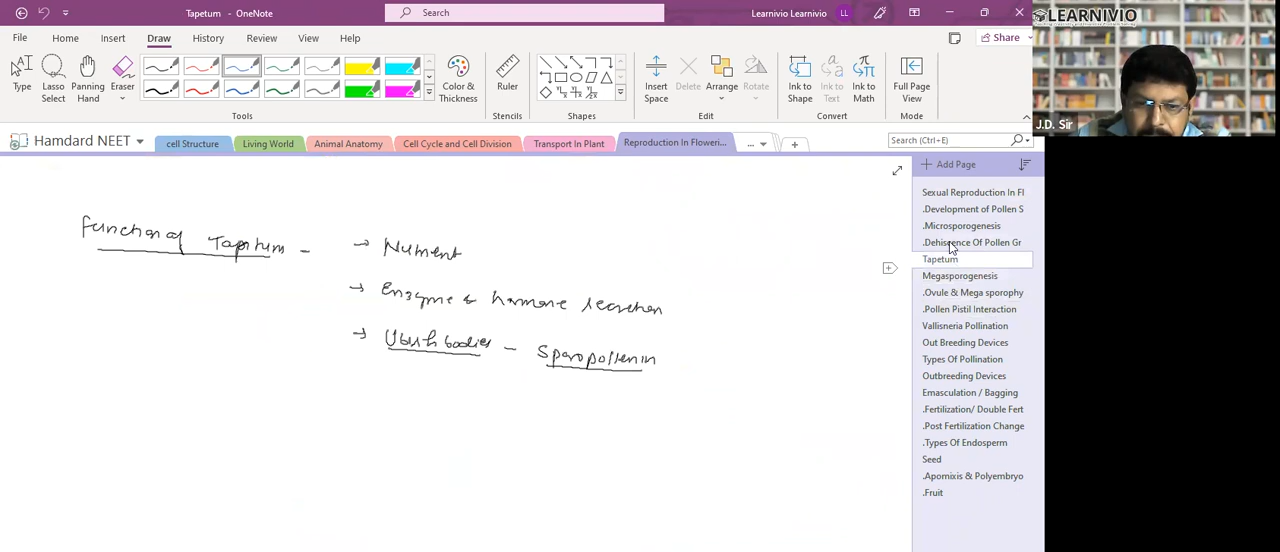 Tapetum - OneNote
Search
Learnivio Learnivio
LL
LEARNIVIO
File
Home
Insert
Draw
History
Review
View
Help
Share
Type
Lasso Select
Panning Hand
Eraser
Color & Thickness
Ruler
Insert Space
Delete
Arrange
Rotate
Ink to Shape
Ink to Text
Ink to Math
Full Page View
Tools
Stencils
Shapes
Edit
Convert
View
J.D. Sir
Hamdard NEET
cell Structure
Living World
Animal Anatomy
Cell Cycle and Cell Division
Transport In Plant
Reproduction In Floweri...
Search (Ctrl+E)
Add Page
Sexual Reproduction In Fl
.Development of Pollen S
.Microsporogenesis
.Dehiscence Of Pollen Gr
Tapetum
Megasporogenesis
.Ovule & Mega sporophy
.Pollen Pistil Interaction
Vallisneria Pollination
Out Breeding Devices
Types Of Pollination
Outbreeding Devices
Emasculation / Bagging
.Fertilization/ Double Fert
.Post Fertilization Change
.Types Of Endosperm
Seed
.Apomixis & Polyembryo
.Fruit
Function of Tapetum - → Nutrient
→ Enzyme & hormone secretion
→ Ubish bodies - Sporopollenin